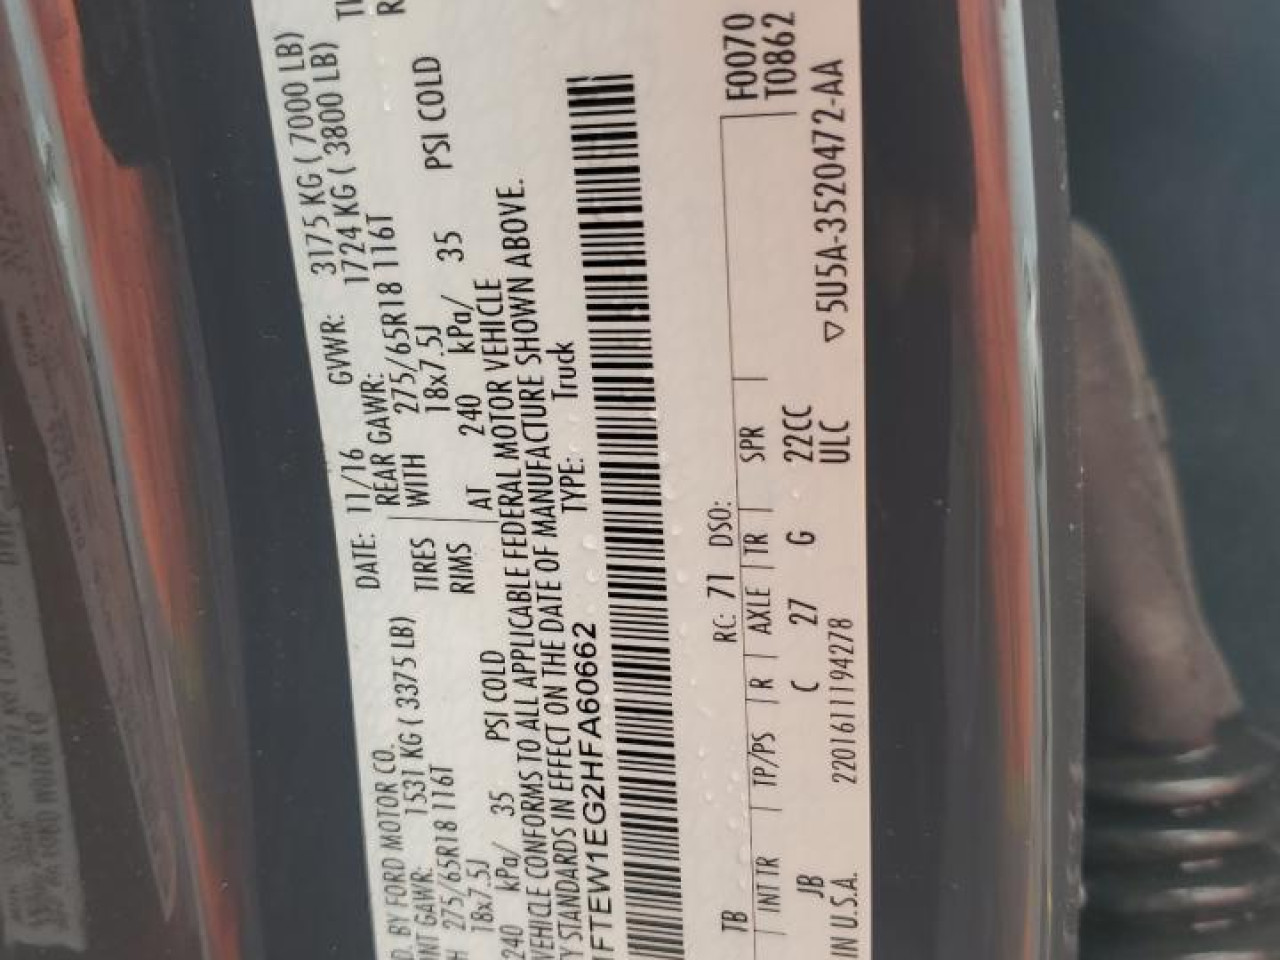 D. BY FORD MOTOR CO. DATE: 11/16 GVWR: 3175 KG ( 7000 LB)
NT GAWR: 1531 KG ( 3375 LB) REAR GAWR: 1724 KG ( 3800 LB)
H 275/65R18 116T TIRES WITH 275/65R18 116T
18x7.5J RIMS 18x7.5J
240 kPa/ 35 PSI COLD AT 240 kPa/ 35 PSI COLD
VEHICLE CONFORMS TO ALL APPLICABLE FEDERAL MOTOR VEHICLE
Y STANDARDS IN EFFECT ON THE DATE OF MANUFACTURE SHOWN ABOVE.
1FTEW1EG2HFA60662 TYPE: Truck
F0070
T0862
RC: 71 DSO:
TB
INT TR TP/PS R AXLE TR SPR
JB C 27 G 22CC
ULC
IN U.S.A. 2201611194278 ▽5U5A-3520472-AA